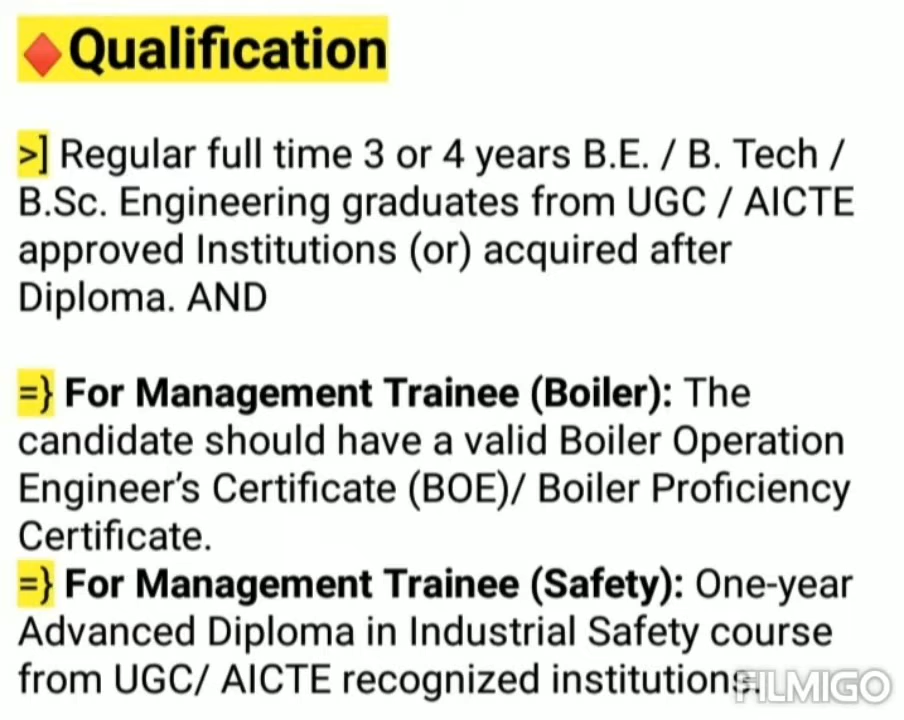 ♦Qualification
>] Regular full time 3 or 4 years B.E. / B. Tech /
B.Sc. Engineering graduates from UGC / AICTE
approved Institutions (or) acquired after
Diploma. AND
=} For Management Trainee (Boiler): The
candidate should have a valid Boiler Operation
Engineer’s Certificate (BOE)/ Boiler Proficiency
Certificate.
=} For Management Trainee (Safety): One-year
Advanced Diploma in Industrial Safety course
from UGC/ AICTE recognized institutions.
FILMIGO